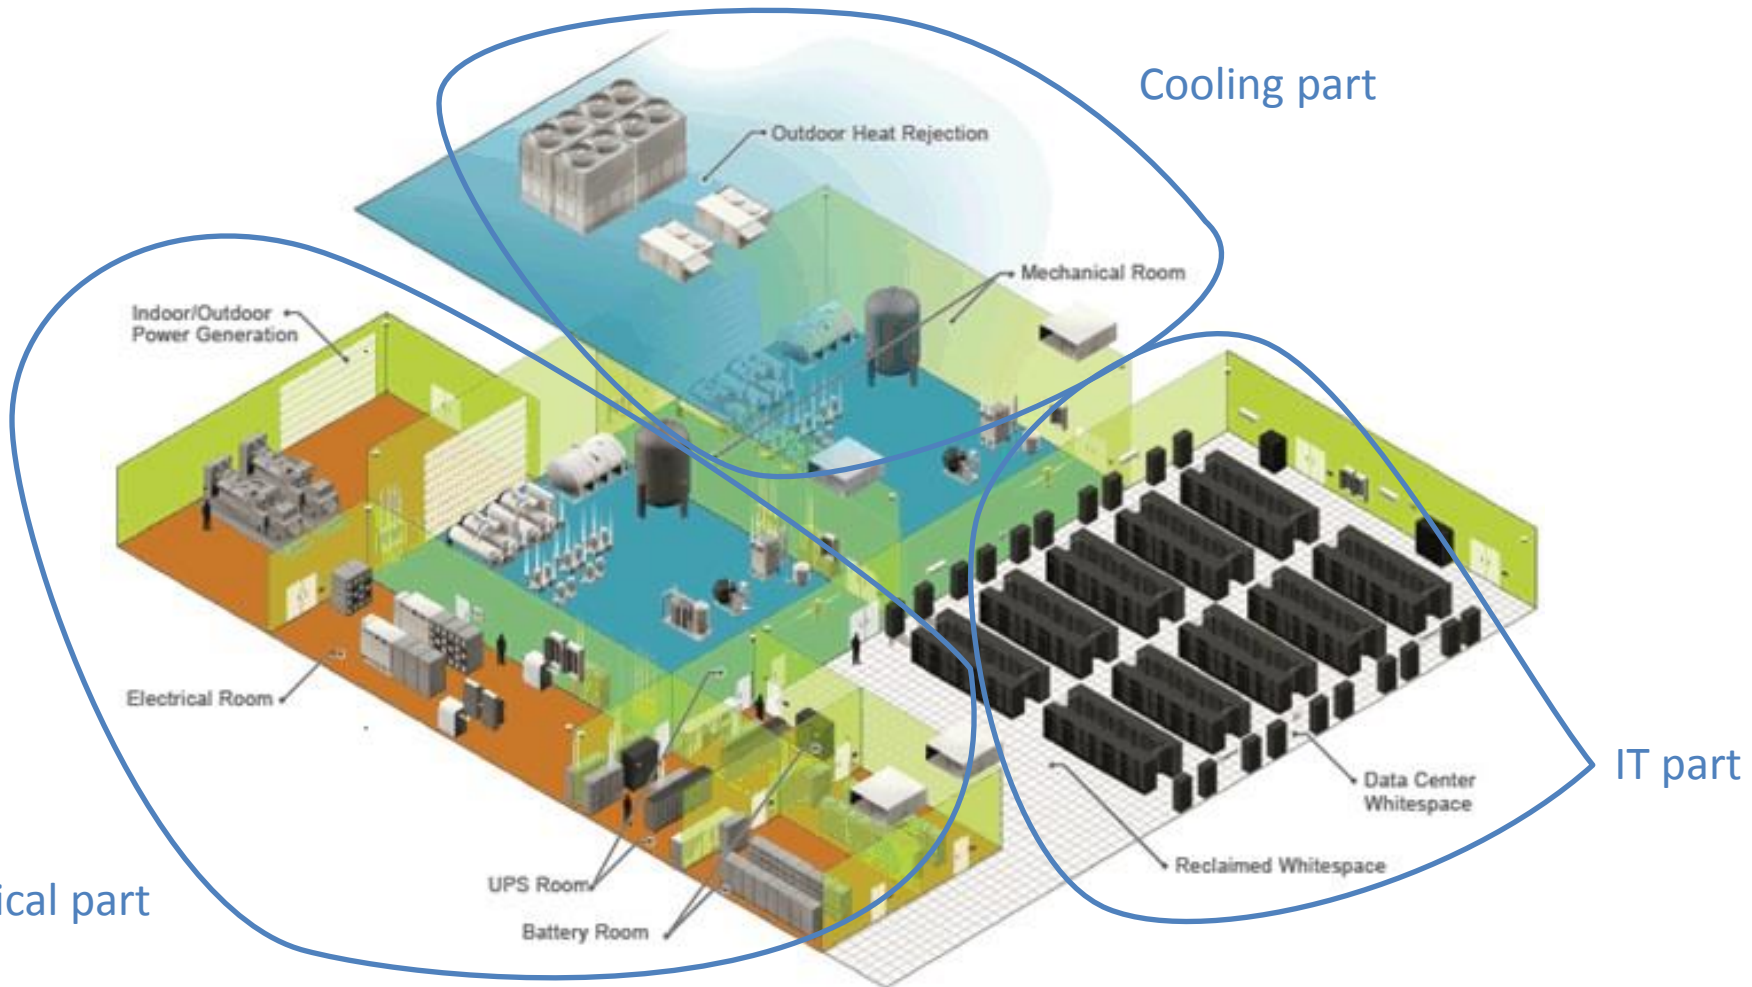 Cooling part
Outdoor Heat Rejection
Mechanical Room
Indoor/Outdoor
Power Generation
Electrical Room
IT part
Data Center
Whitespace
Reclaimed Whitespace
UPS Room
ical part
Battery Room